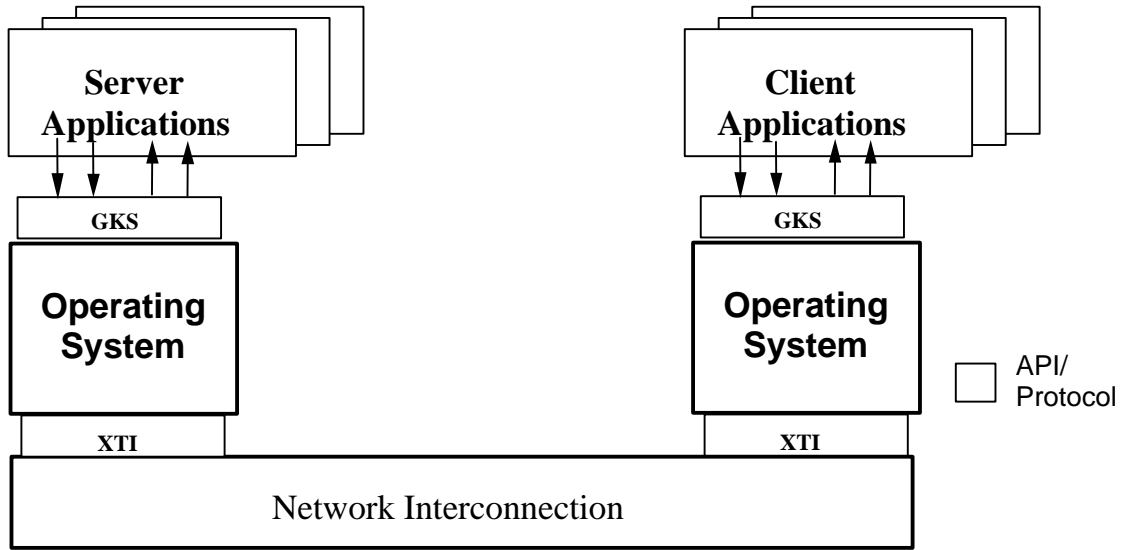 Server
Applications
Client
Applications
GKS
GKS
Operating
System
Operating
System
API/
Protocol
XTI
XTI
Network Interconnection